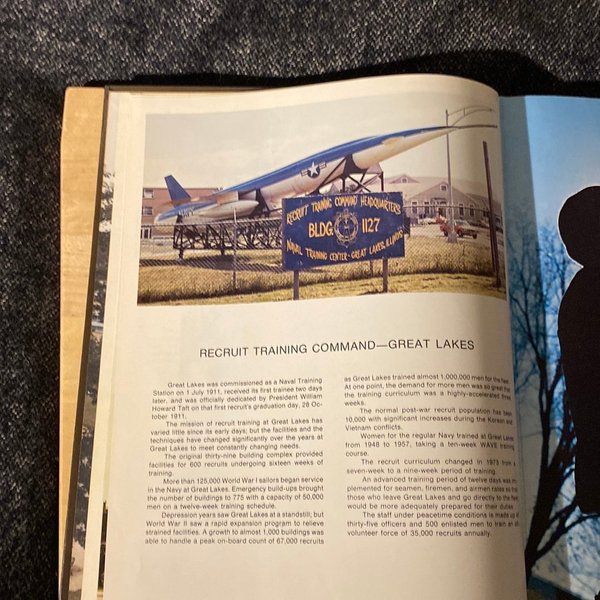 RECRUIT TRAINING COMMAND HEADQUARTERS
BLDG 1127
NAVAL TRAINING CENTER - GREAT LAKES, ILLINOIS
RECRUIT TRAINING COMMAND—GREAT LAKES
Great Lakes was commissioned as a Naval Training
Station on 1 July 1911, received its first trainee two days
later, and was officially dedicated by President William
Howard Taft on that first recruit's graduation day, 28 Oc-
tober 1911.
The mission of recruit training at Great Lakes has
varied little since its early days; but the facilities and the
techniques have changed significantly over the years at
Great Lakes to meet constantly changing needs.
The original thirty-nine building complex provided
facilities for 600 recruits undergoing sixteen weeks of
training.
More than 125,000 World War I sailors began service
in the Navy at Great Lakes. Emergency build-ups brought
the number of buildings to 775 with a capacity of 50,000
men on a twelve-week training schedule.
Depression years saw Great Lakes at a standstill; but
World War II saw a rapid expansion program to relieve
strained facilities. A growth to almost 1,000 buildings was
able to handle a peak on-board count of 67,000 recruits
as Great Lakes trained almost 1,000,000 men for the fleet.
At one point, the demand for more men was so great that
the training curriculum was a highly-accelerated three
weeks.
The normal post-war recruit population has been
10,000 with significant increases during the Korean and
Vietnam conflicts.
Women for the regular Navy trained at Great Lakes
from 1948 to 1957, taking a ten-week WAVE training
course.
The recruit curriculum changed in 1973 from a
seven-week to a nine-week period of training.
An advanced training period of twelve days was im-
plemented for seamen, firemen, and airmen rates so that
those who leave Great Lakes and go directly to the fleet
would be more adequately prepared for their duties.
The staff under peacetime conditions is made up of
thirty-five officers and 500 enlisted men to train an all-
volunteer force of 35,000 recruits annually.